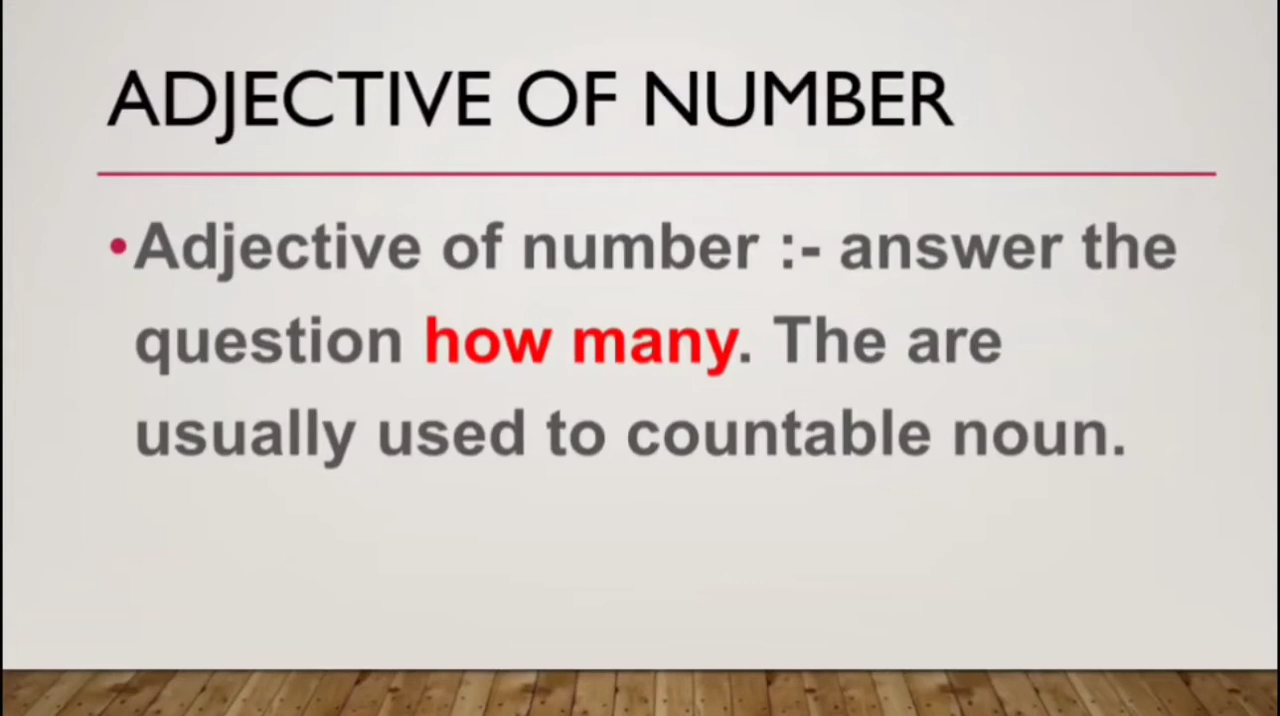 ADJECTIVE OF NUMBER
•Adjective of number :- answer the
question how many. The are
usually used to countable noun.